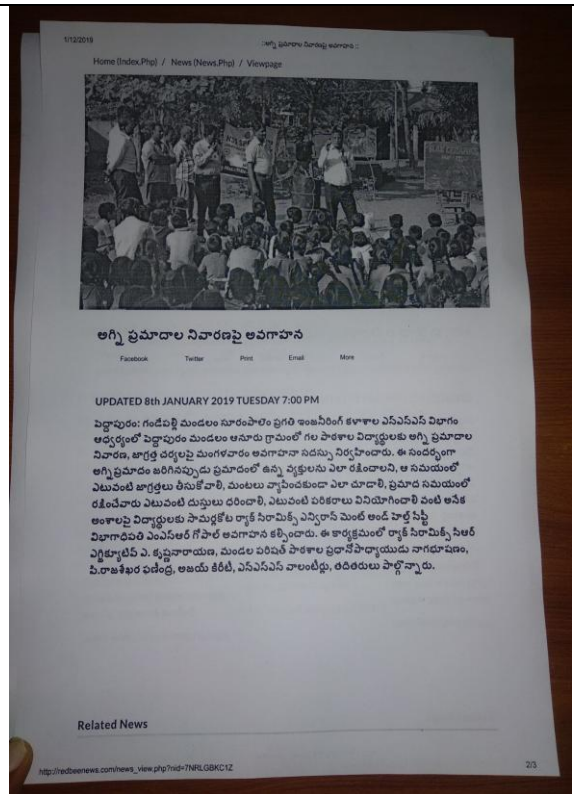 1/12/2019
::అగ్ని ప్రమాదాల నివారణపై అవగాహన ::
Home (Index.Php) / News (News.Php) / Viewpage
అగ్ని ప్రమాదాల నివారణపై అవగాహన
Facebook Twitter Print Email More
UPDATED 8th JANUARY 2019 TUESDAY 7:00 PM
పెద్దాపురం: గండేపల్లి మండలం సూరంపాలెం ప్రగతి ఇంజనీరింగ్ కళాశాల ఎన్ఎస్ఎస్ విభాగం
ఆధ్వర్యంలో పెద్దాపురం మండలం ఆనూరు గ్రామంలో గల పాఠశాల విద్యార్థులకు అగ్ని ప్రమాదాల
నివారణ, జాగ్రత్త చర్యలపై మంగళవారం అవగాహనా సదస్సు నిర్వహించారు. ఈ సందర్భంగా
అగ్నిప్రమాదం జరిగినప్పుడు ప్రమాదంలో ఉన్న వ్యక్తులను ఎలా రక్షించాలని, ఆ సమయంలో
ఎటువంటి జాగ్రత్తలు తీసుకోవాలి, మంటలు వ్యాపించకుండా ఎలా చూడాలి, ప్రమాద సమయంలో
రక్షించేవారు ఎటువంటి దుస్తులు ధరించాలి, ఎటువంటి పరికరాలు వినియోగించాలి వంటి అనేక
అంశాలపై విద్యార్థులకు సామర్లకోట ర్యాక్ సిరామిక్స్ ఎన్విరాన్ మెంట్ అండ్ హెల్త్ సేఫ్టీ
విభాగాధిపతి ఎంఎస్ఆర్ గోపాల్ అవగాహన కల్పించారు. ఈ కార్యక్రమంలో ర్యాక్ సిరామిక్స్ సిఆర్
ఎగ్జిక్యూటివ్ ఎ. కృష్ణనారాయణ, మండల పరిషత్ పాఠశాల ప్రధానోపాధ్యాయుడు నాగభూషణం,
పి.రాజశేఖర ఫణీంద్ర, అజయ్ కిరీటి, ఎన్ఎస్ఎస్ వాలంటీర్లు, తదితరులు పాల్గొన్నారు.
Related News
http://redbeenews.com/news_view.php?nid=7NRLGBKC1Z
2/3